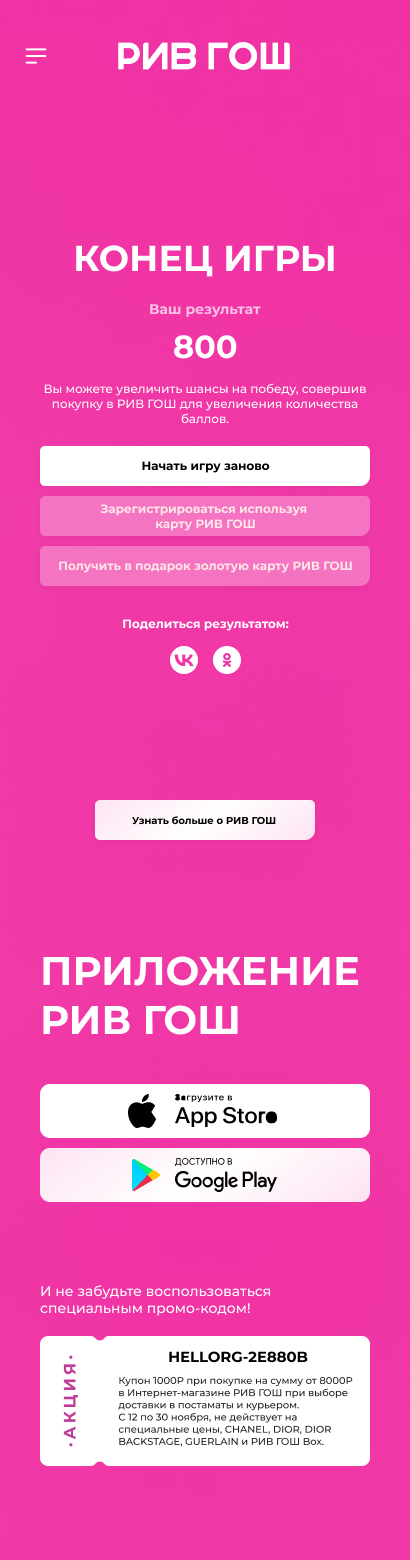 РИВ ГОШ
КОНЕЦ ИГРЫ
Ваш результат
800
Вы можете увеличить шансы на победу, совершив
покупку в РИВ ГОШ для увеличения количества
баллов.
Начать игру заново
Зарегистрироваться используя
карту РИВ ГОШ
Получить в подарок золотую карту РИВ ГОШ
Поделиться результатом:
Узнать больше о РИВ ГОШ
ПРИЛОЖЕНИЕ
РИВ ГОШ
Загрузите в
App Store
ДОСТУПНО В
Google Play
И не забудьте воспользоваться
специальным промо-кодом!
·АКЦИЯ·
HELLORG-2E880B
Купон 1000Р при покупке на сумму от 8000Р
в Интернет-магазине РИВ ГОШ при выборе
доставки в постаматы и курьером.
С 12 по 30 ноября, не действует на
специальные цены, CHANEL, DIOR, DIOR
BACKSTAGE, GUERLAIN и РИВ ГОШ Box.